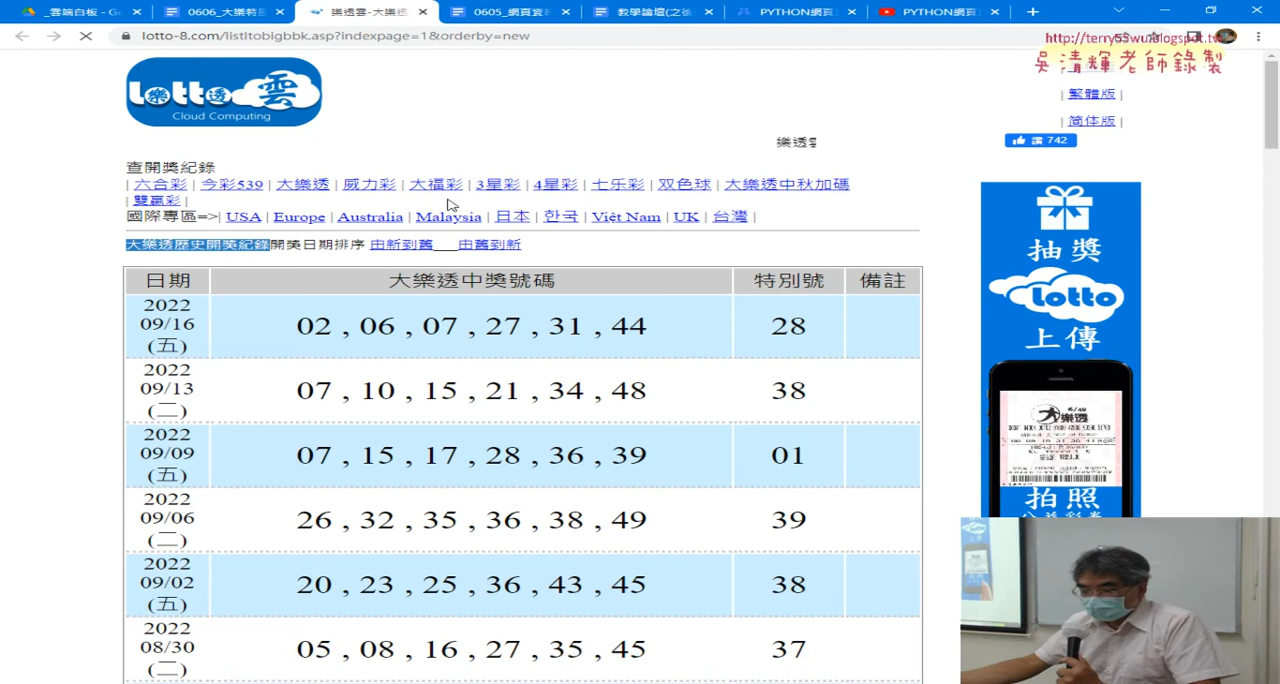 _雲端白板 - Go
0606_大樂特
樂透雲-大樂透
0605_網頁資料
教學論壇(之後
PYTHON網頁
PYTHON網頁
lotto-8.com/listltobigbbk.asp?indexpage=1&orderby=new
http://terry55wu.blogspot.tw
吳清輝老師錄製
| 繁體版 |
| 简体版 |
讚 742
Lotto 雲
樂透
Cloud Computing
樂透雲
查開獎紀錄
| 六合彩 | 今彩539 | 大樂透 | 威力彩 | 大福彩 | 3星彩 | 4星彩 | 七乐彩 | 双色球 | 大樂透中秋加碼
| 雙贏彩 |
國際專區=>| USA | Europe | Australia | Malaysia | 日本 | 한국 | Việt Nam | UK | 台灣 |
大樂透歷史開獎紀錄開獎日期排序 由新到舊 由舊到新
日期 大樂透中獎號碼 特別號 備註
2022
09/16
(五)
02 , 06 , 07 , 27 , 31 , 44 28
2022
09/13
(二)
07 , 10 , 15 , 21 , 34 , 48 38
2022
09/09
(五)
07 , 15 , 17 , 28 , 36 , 39 01
2022
09/06
(二)
26 , 32 , 35 , 36 , 38 , 49 39
2022
09/02
(五)
20 , 23 , 25 , 36 , 43 , 45 38
2022
08/30
(二)
05 , 08 , 16 , 27 , 35 , 45 37
抽獎
Lotto
上傳
6/49
樂透
拍照